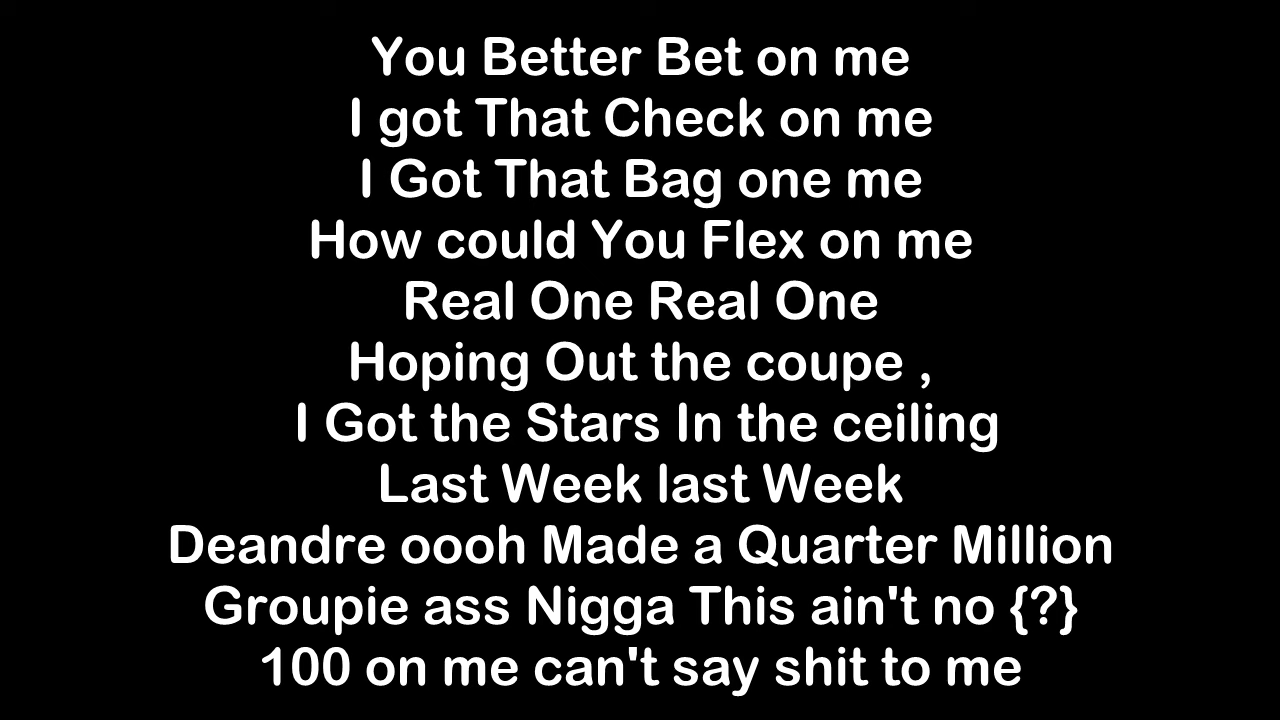 You Better Bet on me
I got That Check on me
I Got That Bag one me
How could You Flex on me
Real One Real One
Hoping Out the coupe ,
I Got the Stars In the ceiling
Last Week last Week
Deandre oooh Made a Quarter Million
Groupie ass Nigga This ain't no {?}
100 on me can't say shit to me